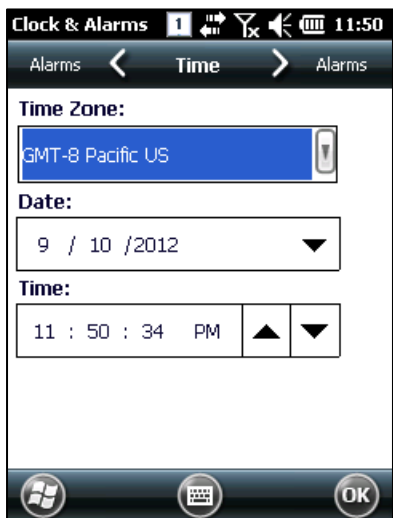 Clock & Alarms 1 11:50
Alarms Time Alarms
Time Zone:
GMT-8 Pacific US
Date:
9 / 10 /2012
Time:
11 : 50 : 34 PM
OK